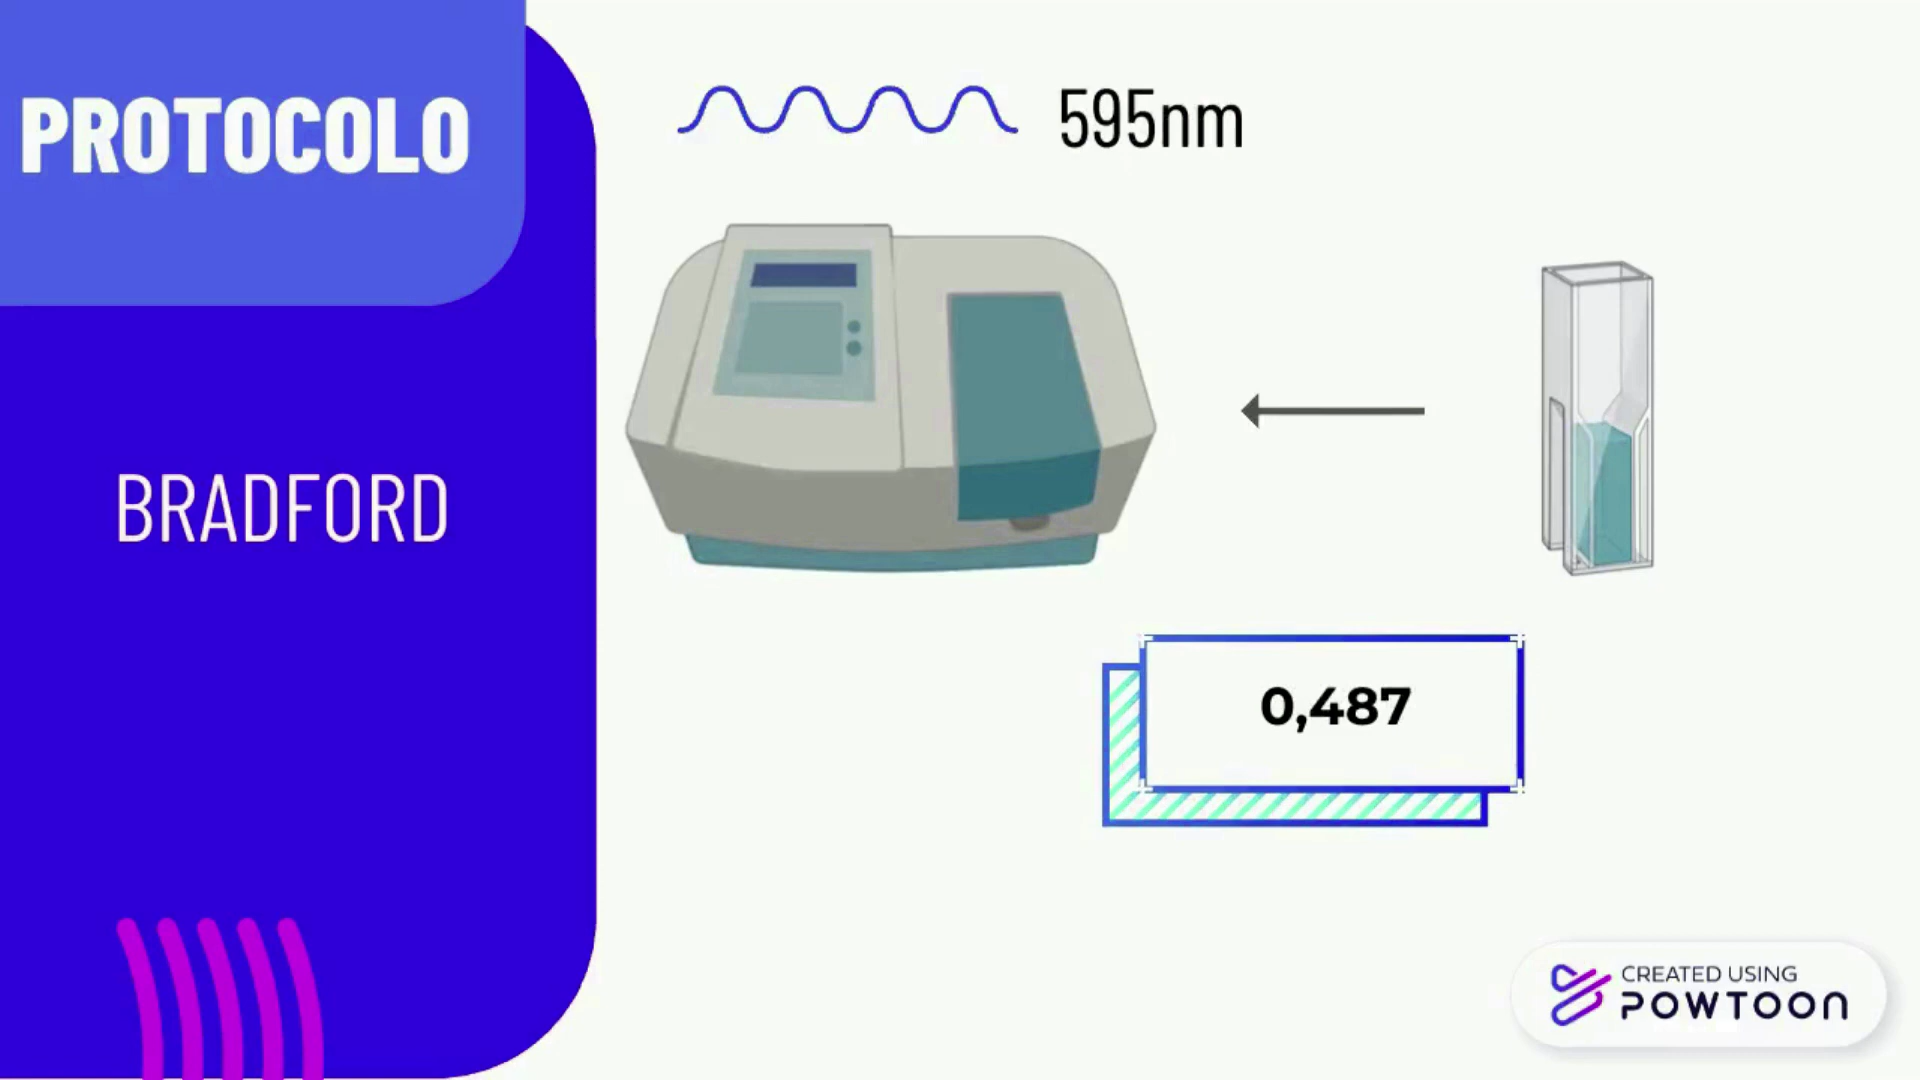 PROTOCOLO
BRADFORD
595nm
0,487
CREATED USING
POWTOON